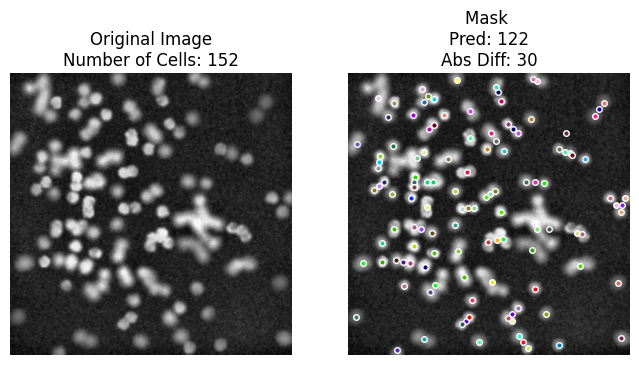 Original Image
Number of Cells: 152
Mask
Pred: 122
Abs Diff: 30